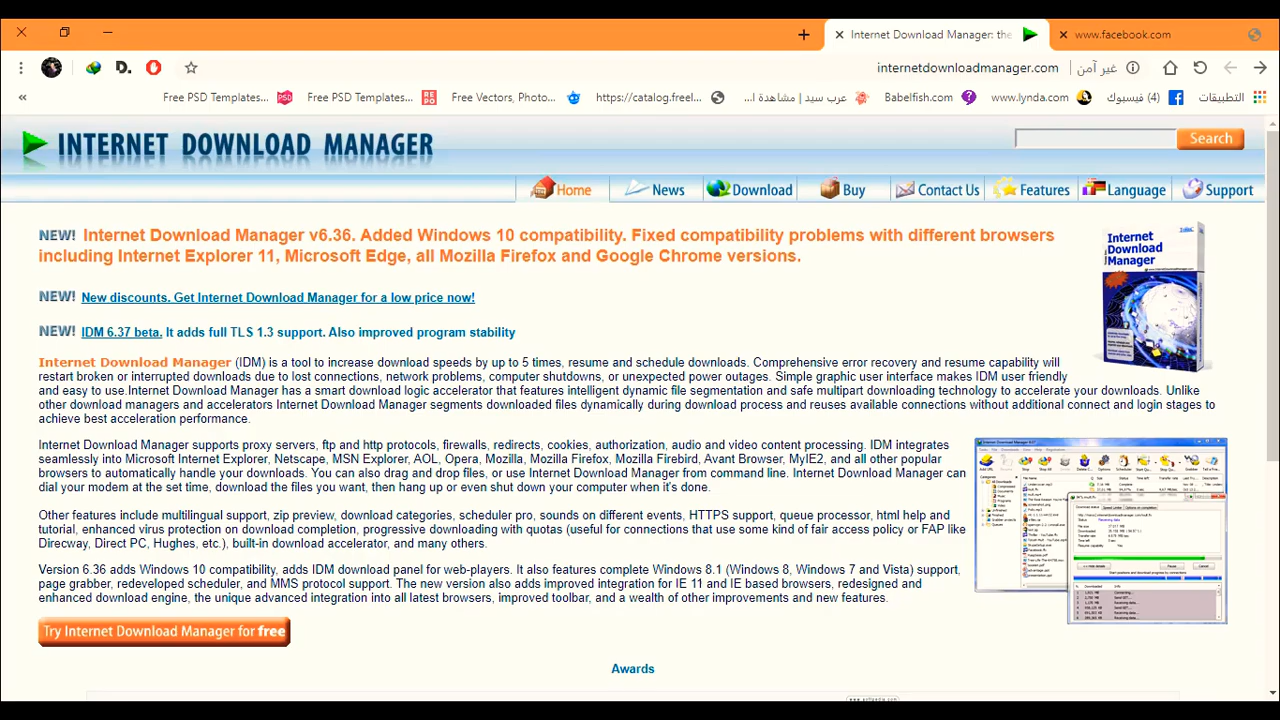 Internet Download Manager: the
www.facebook.com
internetdownloadmanager.com
غير آمن
Free PSD Templates...
Free PSD Templates...
Free Vectors, Photo...
https://catalog.freel...
عرب سيد | مشاهدة ا...
Babelfish.com
www.lynda.com
(4) فيسبوك
التطبيقات
INTERNET DOWNLOAD MANAGER
Search
Home
News
Download
Buy
Contact Us
Features
Language
Support
NEW! Internet Download Manager v6.36. Added Windows 10 compatibility. Fixed compatibility problems with different browsers
including Internet Explorer 11, Microsoft Edge, all Mozilla Firefox and Google Chrome versions.
Internet
Download
Manager
NEW! New discounts. Get Internet Download Manager for a low price now!
NEW! IDM 6.37 beta. It adds full TLS 1.3 support. Also improved program stability
Internet Download Manager (IDM) is a tool to increase download speeds by up to 5 times, resume and schedule downloads. Comprehensive error recovery and resume capability will
restart broken or interrupted downloads due to lost connections, network problems, computer shutdowns, or unexpected power outages. Simple graphic user interface makes IDM user friendly
and easy to use.Internet Download Manager has a smart download logic accelerator that features intelligent dynamic file segmentation and safe multipart downloading technology to accelerate your downloads. Unlike
other download managers and accelerators Internet Download Manager segments downloaded files dynamically during download process and reuses available connections without additional connect and login stages to
achieve best acceleration performance.
Internet Download Manager supports proxy servers, ftp and http protocols, firewalls, redirects, cookies, authorization, audio and video content processing. IDM integrates
seamlessly into Microsoft Internet Explorer, Netscape, MSN Explorer, AOL, Opera, Mozilla, Mozilla Firefox, Mozilla Firebird, Avant Browser, MyIE2, and all other popular
browsers to automatically handle your downloads. You can also drag and drop files, or use Internet Download Manager from command line. Internet Download Manager can
dial your modem at the set time, download the files you want, then hang up or even shut down your computer when it's done.
Other features include multilingual support, zip preview, download categories, scheduler pro, sounds on different events, HTTPS support, queue processor, html help and
tutorial, enhanced virus protection on download completion, progressive downloading with quotas (useful for connections that use some kind of fair access policy or FAP like
Direcway, Direct PC, Hughes, etc.), built-in download accelerator, and many others.
Version 6.36 adds Windows 10 compatibility, adds IDM download panel for web-players. It also features complete Windows 8.1 (Windows 8, Windows 7 and Vista) support,
page grabber, redeveloped scheduler, and MMS protocol support. The new version also adds improved integration for IE 11 and IE based browsers, redesigned and
enhanced download engine, the unique advanced integration into all latest browsers, improved toolbar, and a wealth of other improvements and new features.
Try Internet Download Manager for free
Awards